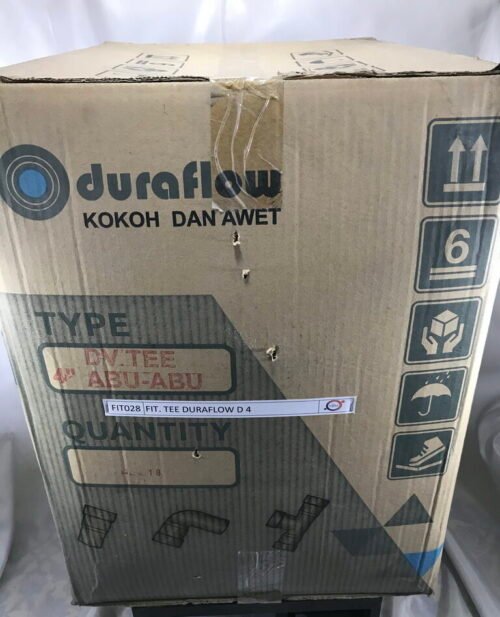 duraflow
KOKOH DAN AWET
6
TYPE
DV.TEE
4" ABU-ABU
FIT028 FIT. TEE DURAFLOW D 4
QUANTITY
18